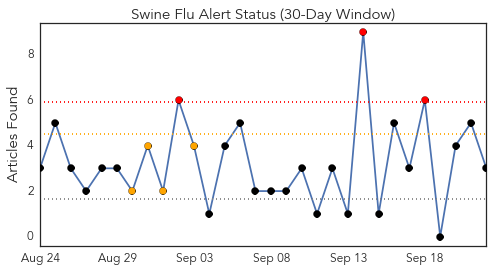 Swine Flu Alert Status (30-Day Window)
Articles Found
8
6
4
2
0
Aug 24 Aug 29 Sep 03 Sep 08 Sep 13 Sep 18